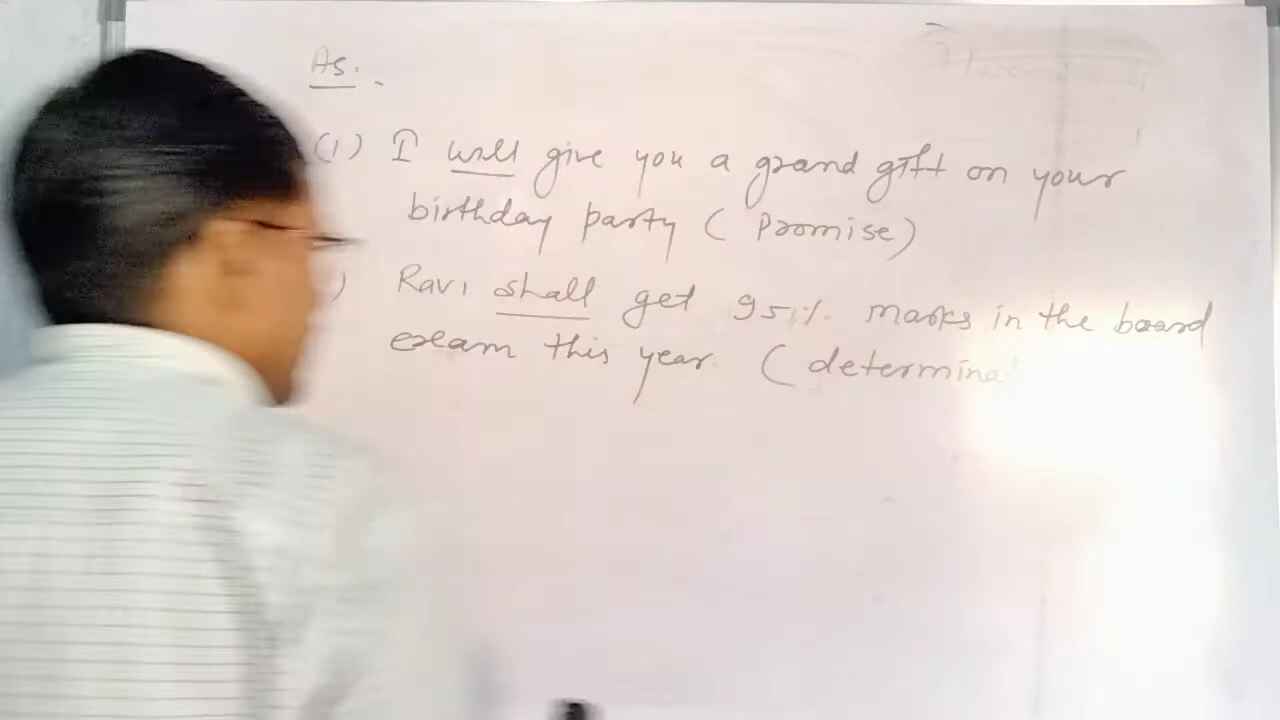 As.
(1) I will give you a grand gift on your
birthday party ( Promise)
) Ravi shall get 95% marks in the board
exam this year. ( determina